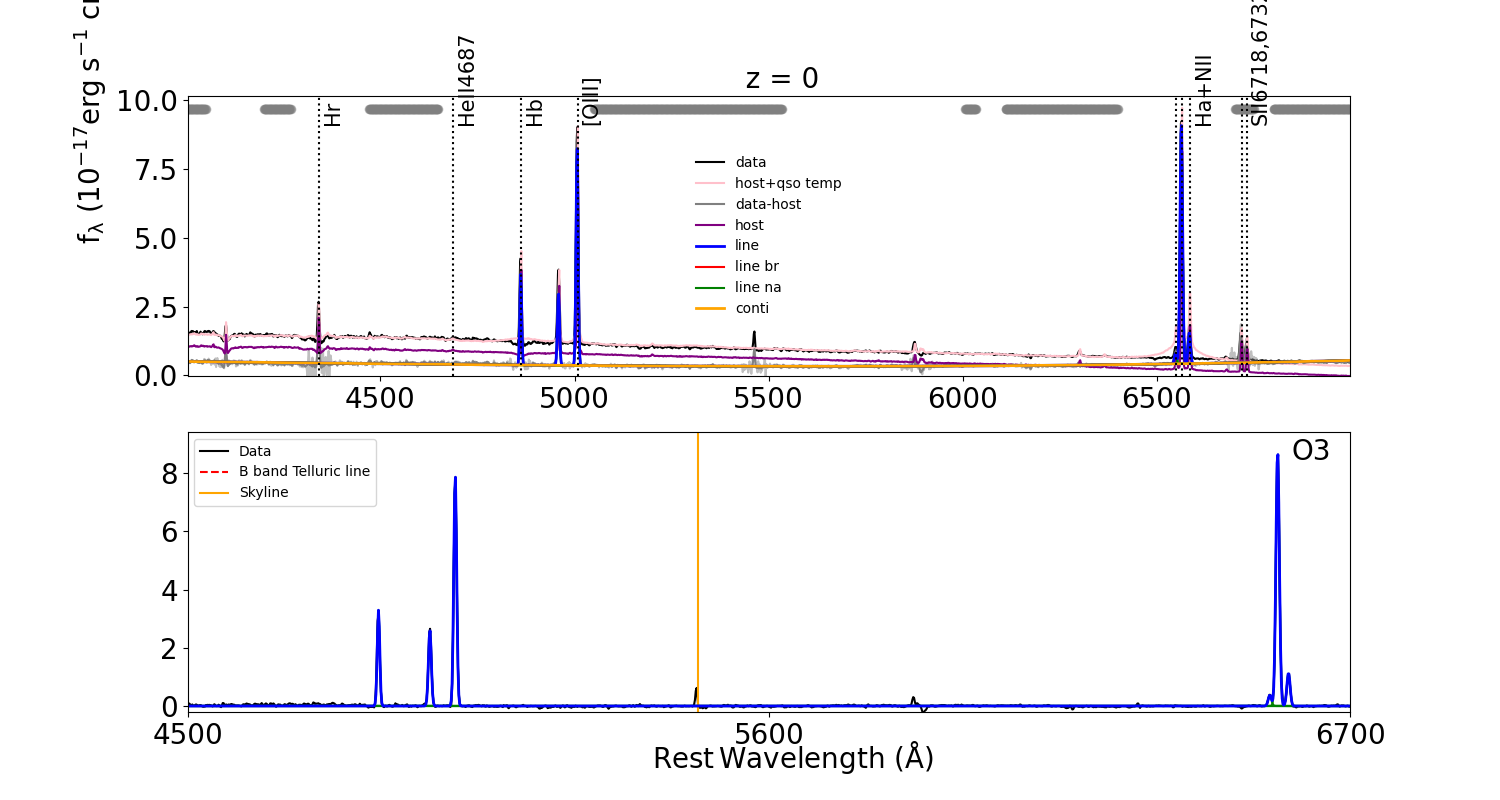 z = 0
f_λ (10^−17 erg s^−1 c
10.0
7.5
5.0
2.5
0.0
Hr
HeII4687
Hb
[OIII]
Ha+NII
SII6718,673
data
host+qso temp
data-host
host
line
line br
line na
conti
4500 5000 5500 6000 6500
8
6
4
2
0
Data
B band Telluric line
Skyline
O3
4500 5600 6700
Rest Wavelength (Å)